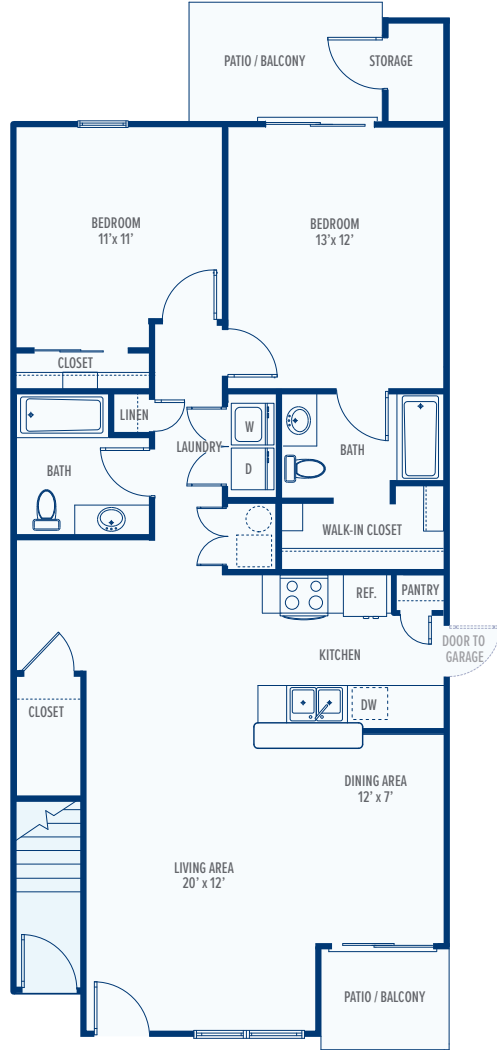 PATIO / BALCONY
STORAGE
BEDROOM
11'x 11'
BEDROOM
13'x 12'
CLOSET
LINEN
W
LAUNDRY
D
BATH
BATH
WALK-IN CLOSET
REF.
PANTRY
DOOR TO
GARAGE
KITCHEN
CLOSET
DW
DINING AREA
12' x 7'
LIVING AREA
20' x 12'
PATIO / BALCONY